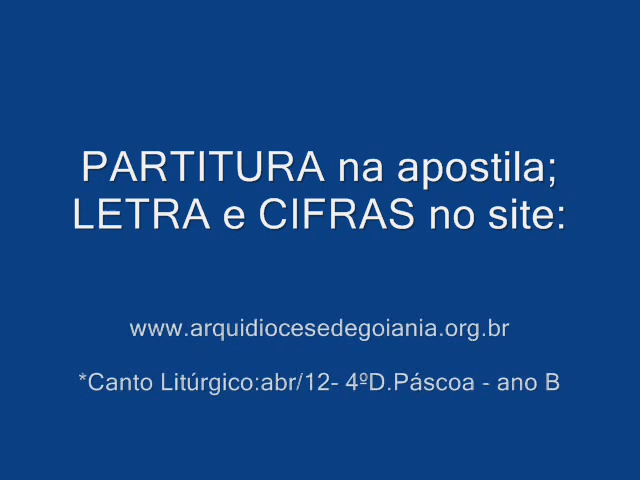 PARTITURA na apostila;
LETRA e CIFRAS no site:
www.arquidiocesedegoiania.org.br
*Canto Litúrgico:abr/12- 4ºD.Páscoa - ano B